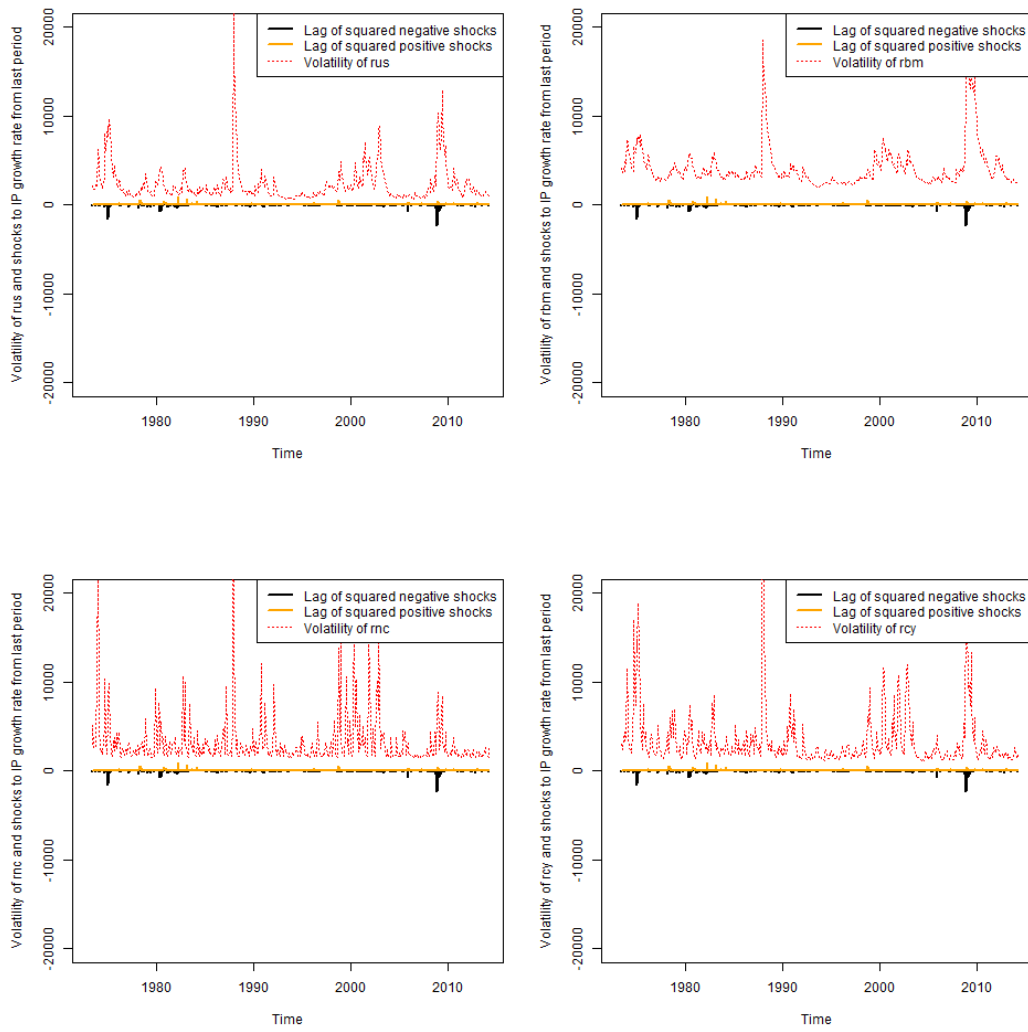 Lag of squared negative shocks
Lag of squared positive shocks
Volatility of rus
Volatility of rus and shocks to IP growth rate from last period
20000
10000
0
-10000
-20000
1980
1990
2000
2010
Time
Lag of squared negative shocks
Lag of squared positive shocks
Volatility of rbm
Volatility of rbm and shocks to IP growth rate from last period
20000
10000
0
-10000
-20000
1980
1990
2000
2010
Time
Lag of squared negative shocks
Lag of squared positive shocks
Volatility of rnc
Volatility of rnc and shocks to IP growth rate from last period
20000
10000
0
-10000
-20000
1980
1990
2000
2010
Time
Lag of squared negative shocks
Lag of squared positive shocks
Volatility of rcy
Volatility of rcy and shocks to IP growth rate from last period
20000
10000
0
-10000
-20000
1980
1990
2000
2010
Time